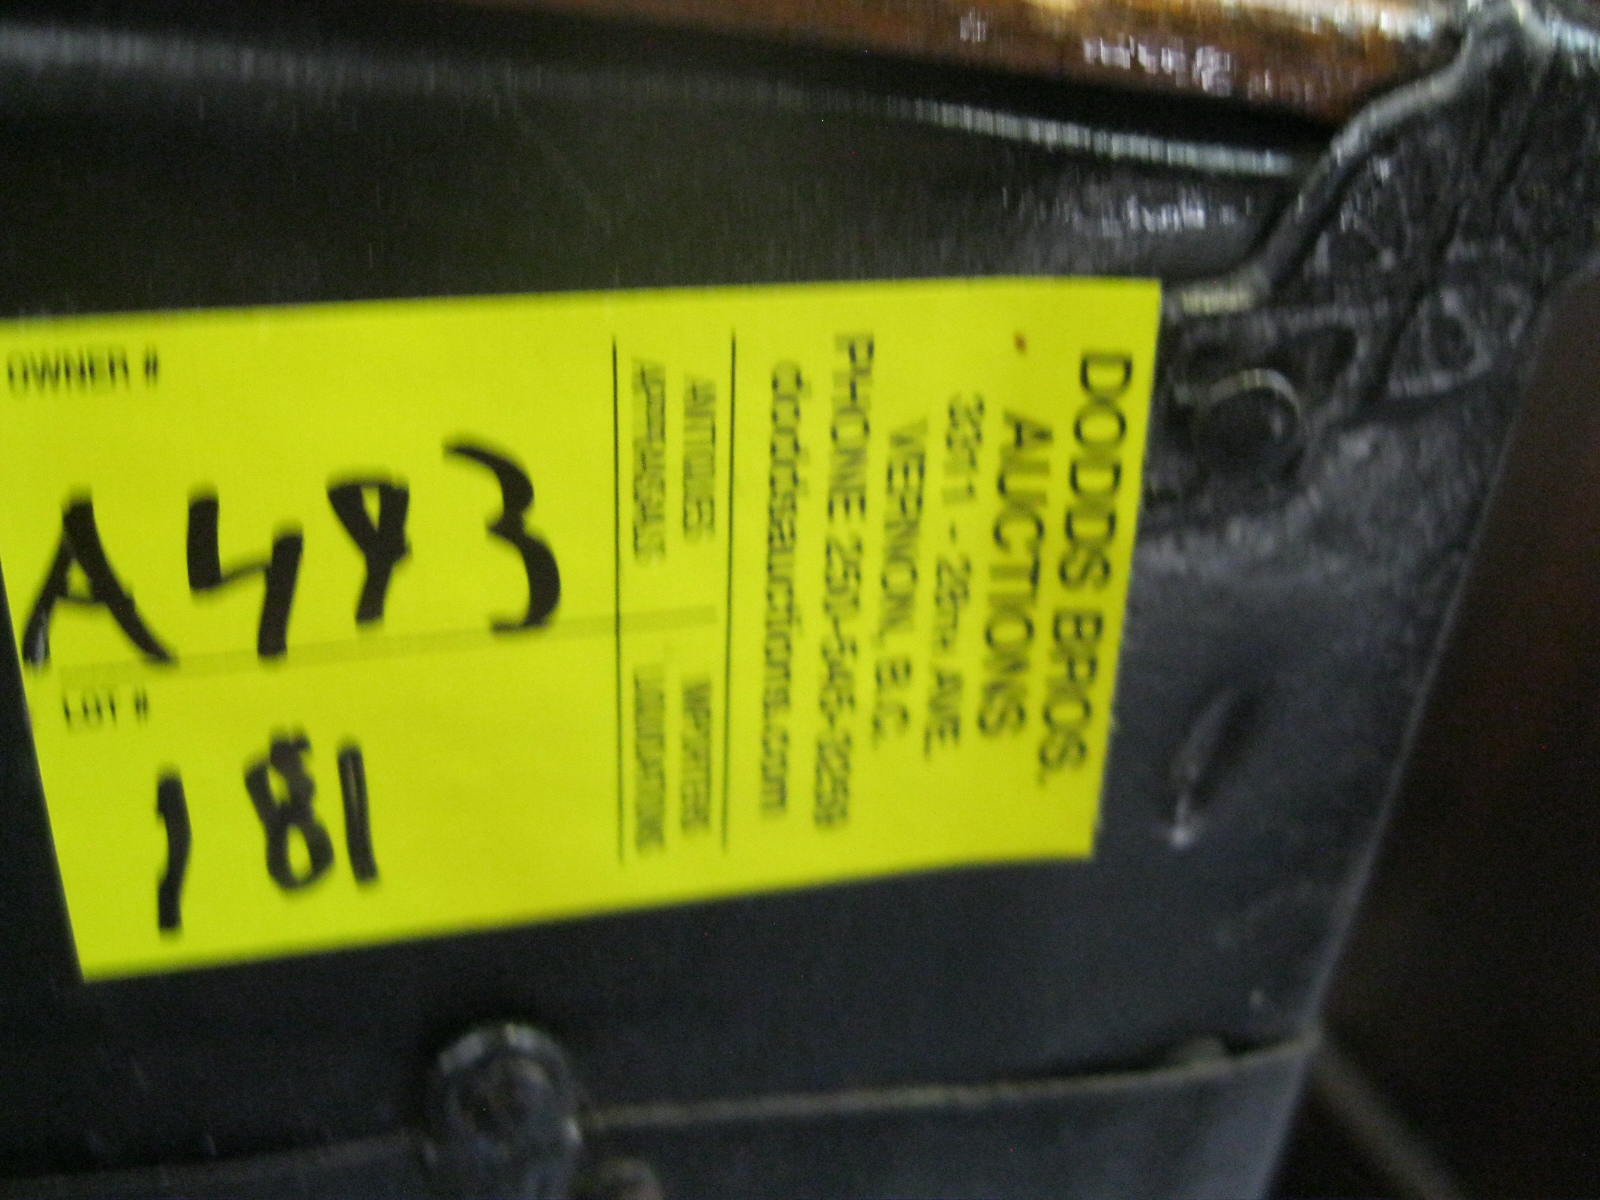 DODDS BROS.
AUCTIONS
3311 - 28TH AVE.
VERNON, B.C.
PHONE 250-545-3259
doddsauctions.com
ANTIQUES IMPORTERS
APPRAISALS LIQUIDATIONS
OWNER #
A483
LOT #
181